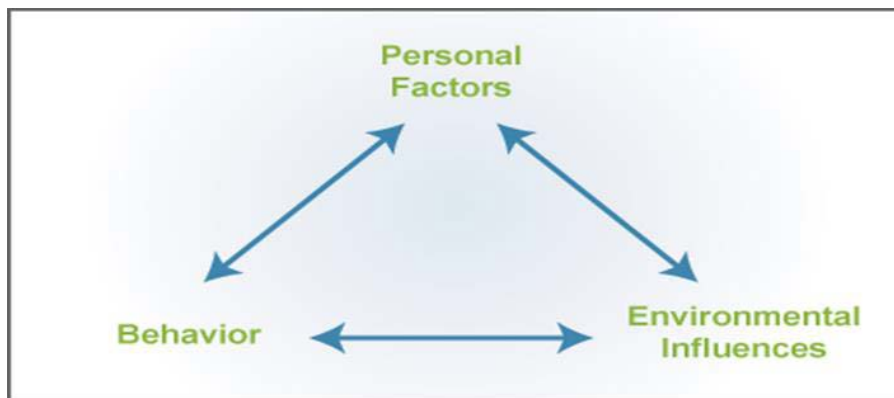 Personal
Factors
Behavior
Environmental
Influences